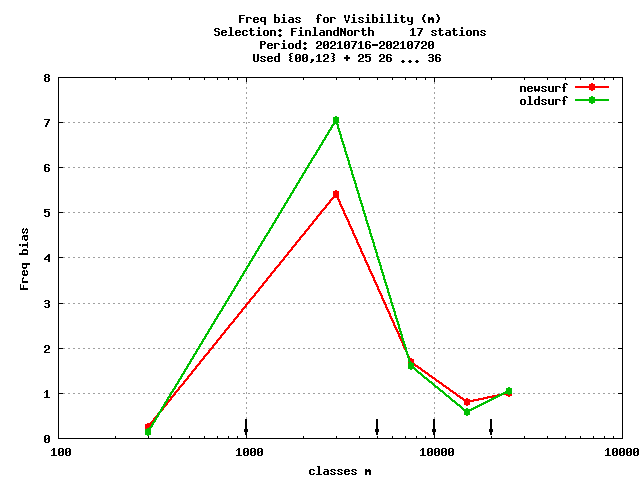 Freq bias  for Visibility (m)
Selection: FinlandNorth     17 stations
Period: 20210716-20210720
Used {00,12} + 25 26 ... 36
newsurf
oldsurf
Freq bias
8
7
6
5
4
3
2
1
0
100
1000
10000
10000
classes m